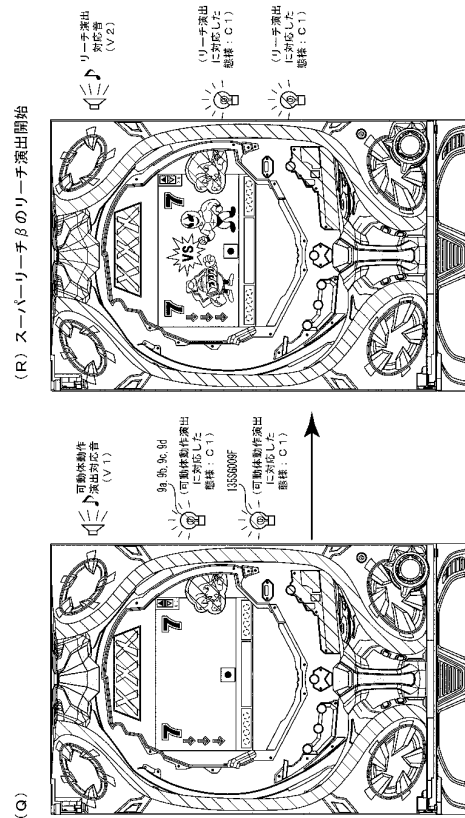 (Q)
可動体動作
演出対応音
(V1)
9a, 9b, 9c, 9d
(可動体動作演出
に対応した
態様:C1)
135SG009F
(可動体動作演出
に対応した
態様:C1)
7
7
(R) スーパーリーチβのリーチ演出開始
リーチ演出
対応音
(V2)
(リーチ演出
に対応した
態様:C1)
(リーチ演出
に対応した
態様:C1)
7
VS
7